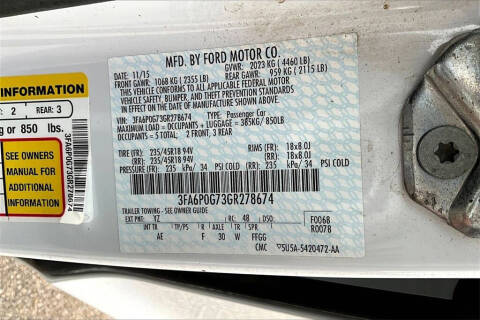 INFORMATION
2 REAR: 3
g or 850 lbs.
SEE OWNERS
MANUAL FOR
ADDITIONAL
INFORMATION
3FA6P0G73GR278674
MFD. BY FORD MOTOR CO.
11/15 GVWR: 2023 KG ( 4460 LB)
FRONT GAWR: 1068 KG ( 2355 LB) REAR GAWR: 959 KG ( 2115 LB)
THIS VEHICLE CONFORMS TO ALL APPLICABLE FEDERAL MOTOR
VEHICLE SAFETY, BUMPER, AND THEFT PREVENTION STANDARDS
IN EFFECT ON THE DATE OF MANUFACTURE SHOWN ABOVE.
VIN: 3FA6P0G73GR278674 TYPE: Passenger Car
MAXIMUM LOAD = OCCUPANTS + LUGGAGE = 385KG/850LB
OCCUPANTS = 5 TOTAL: 2 FRONT, 3 REAR
TIRE (FR): 235/45R18 94V RIMS (FR): 18x8.0J
TIRE (RR): 235/45R18 94V (RR): 18x8.0J
PRESSURE (FR): 235 kPa/ 34 PSI COLD (RR): 235 kPa/ 34 PSI COLD
3FA6P0G73GR278674
TRAILER TOWING-SEE OWNER GUIDE
EXT PNT: YZ RC: 48 DSO: F0068
R0078
INT TR TP/PS R AXLE TR SPR
AE F 30 W FFGG
CMC 5U5A-5420472-AA